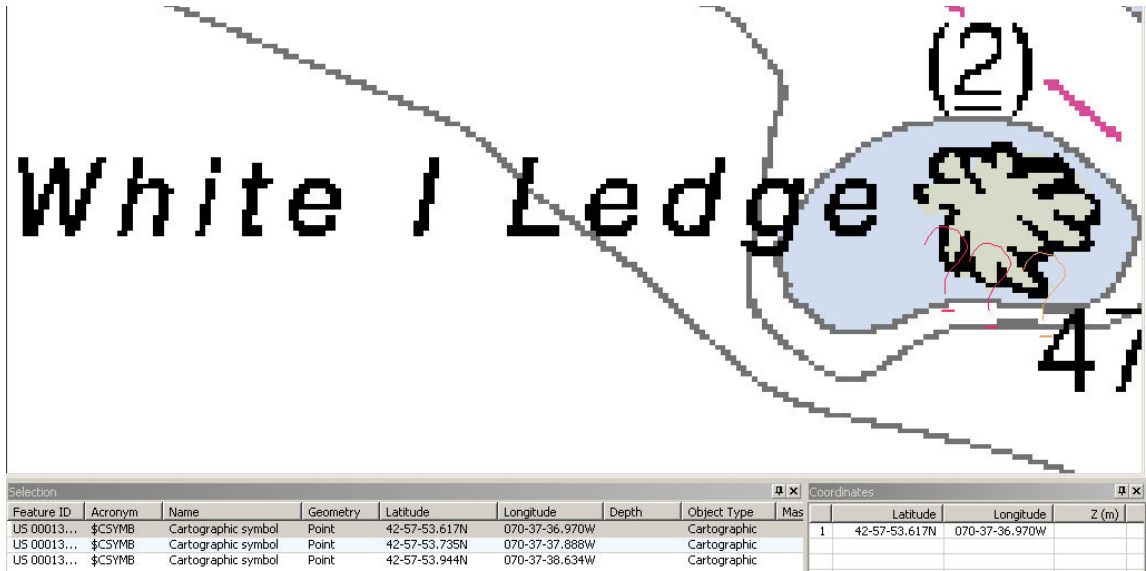 (2)
White I Ledge
47
Selection
Feature ID Acronym Name Geometry Latitude Longitude Depth Object Type Mas
US 00013... $CSYMB Cartographic symbol Point 42-57-53.617N 070-37-36.970W Cartographic
US 00013... $CSYMB Cartographic symbol Point 42-57-53.735N 070-37-37.888W Cartographic
US 00013... $CSYMB Cartographic symbol Point 42-57-53.944N 070-37-38.634W Cartographic
Coordinates
Latitude Longitude Z (m)
1 42-57-53.617N 070-37-36.970W